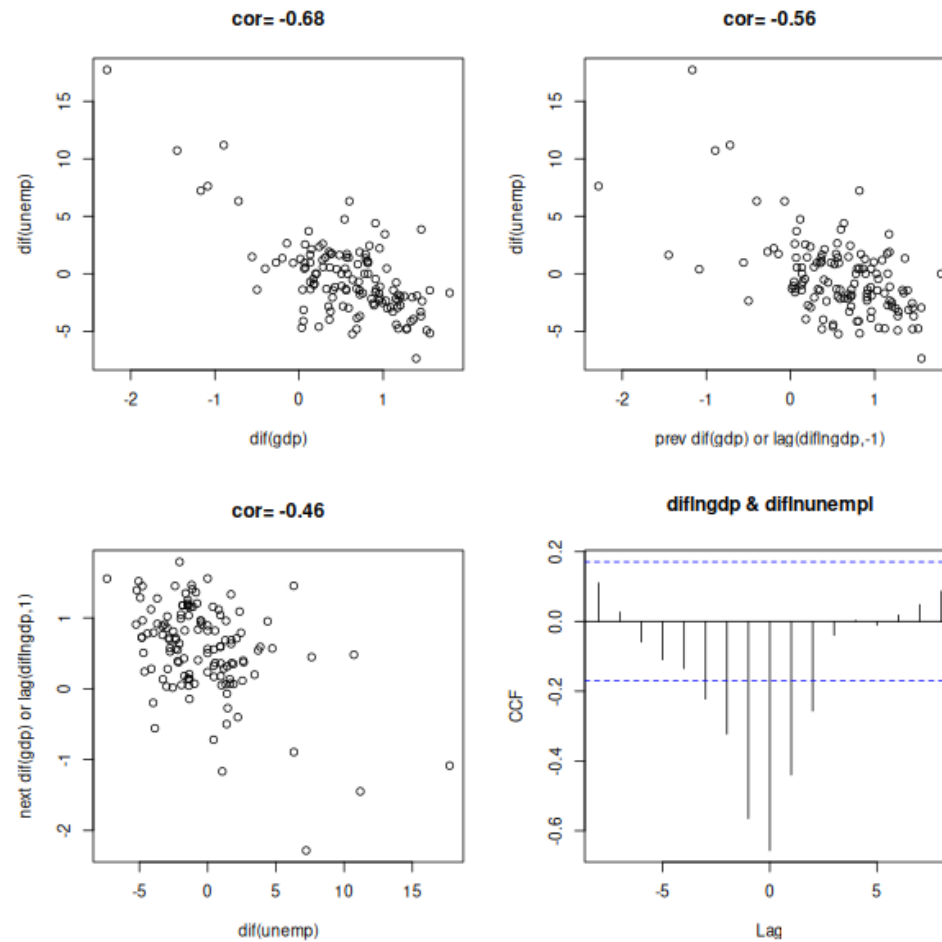 cor= -0.68
15
10
5
0
-5
dif(unemp)
-2
-1
0
1
dif(gdp)
cor= -0.56
15
10
5
0
-5
dif(unemp)
-2
-1
0
1
prev dif(gdp) or lag(diflngdp,-1)
cor= -0.46
1
0
-1
-2
next dif(gdp) or lag(diflngdp,1)
-5
0
5
10
15
dif(unemp)
diflngdp & diflnunempl
0.2
0.0
-0.2
-0.4
-0.6
CCF
-5
0
5
Lag